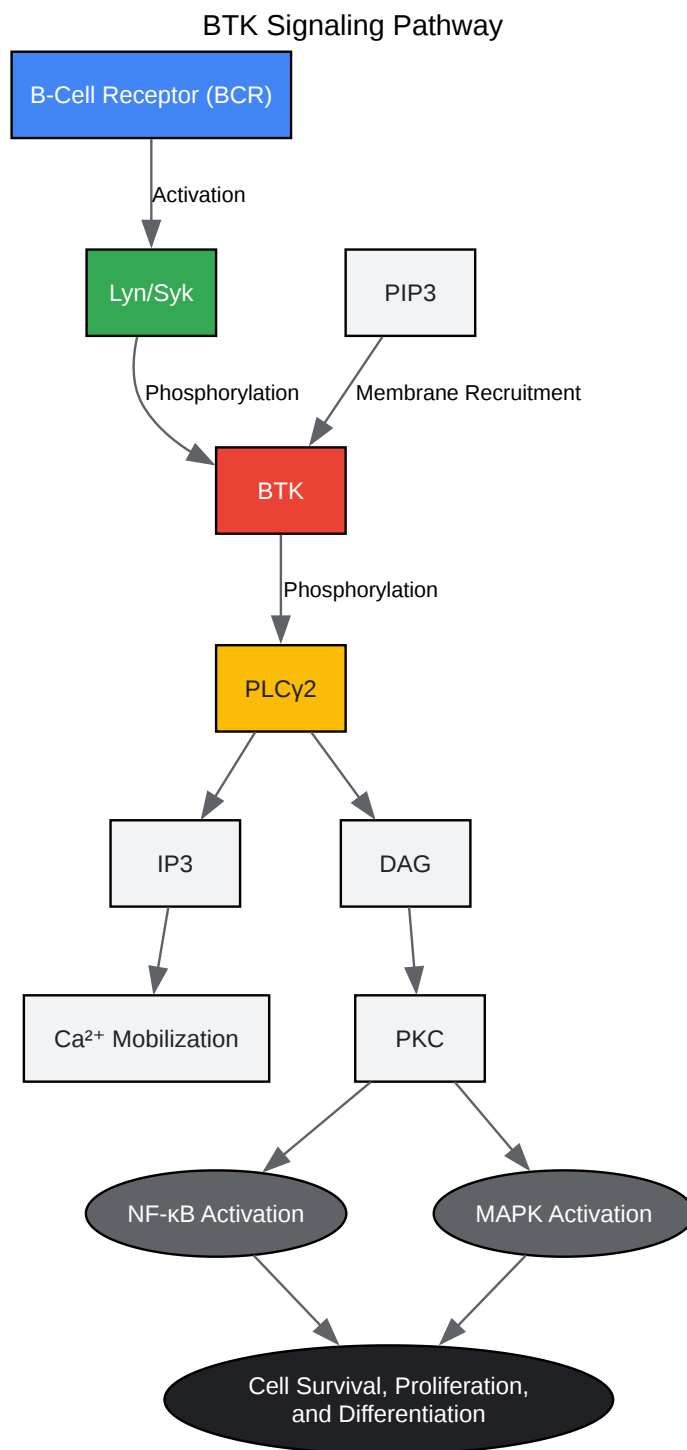 BTK Signaling Pathway
B-Cell Receptor (BCR)
Activation
Lyn/Syk
PIP3
Phosphorylation
Membrane Recruitment
BTK
Phosphorylation
PLCγ2
IP3
DAG
Ca²⁺ Mobilization
PKC
NF-κB Activation
MAPK Activation
Cell Survival, Proliferation,
and Differentiation